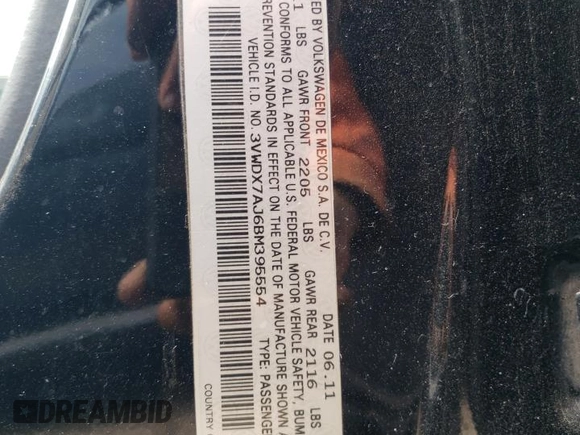 ED BY VOLKSWAGEN DE MEXICO S.A. DE C.V. DATE 06.11
1 LBS GAWR FRONT 2205 LBS GAWR REAR 2116 LBS
CONFORMS TO ALL APPLICABLE U.S. FEDERAL MOTOR VEHICLE SAFETY, BUM
REVENTION STANDARDS IN EFFECT ON THE DATE OF MANUFACTURE SHOWN A
VEHICLE I.D. NO. 3VWDX7AJ6BM395554 TYPE: PASSENGE
COUNTRY
DREAMBID